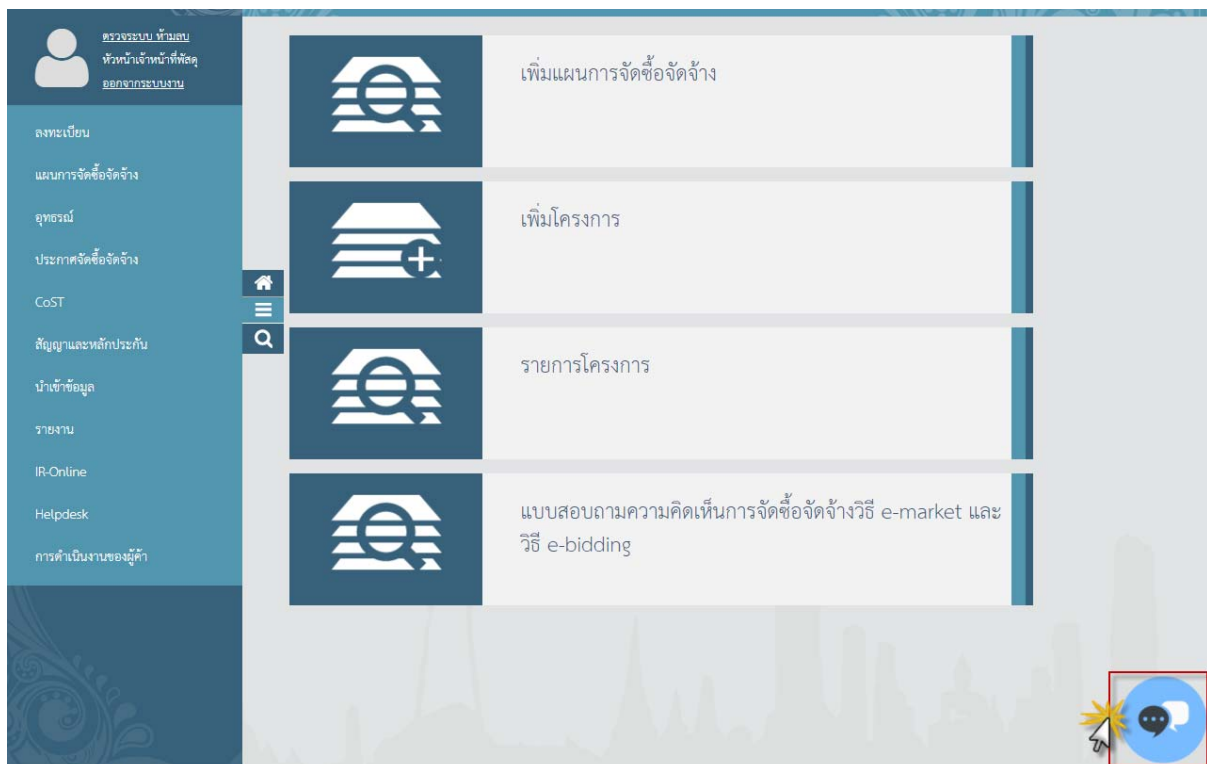 ตรวจระบบ ห้ามลบ
หัวหน้าเจ้าหน้าที่พัสดุ
ออกจากระบบงาน
ลงทะเบียน
แผนการจัดซื้อจัดจ้าง
อุทธรณ์
ประกาศจัดซื้อจัดจ้าง
CoST
สัญญาและหลักประกัน
นำเข้าข้อมูล
รายงาน
IR-Online
Helpdesk
การดำเนินงานของผู้ค้า
เพิ่มแผนการจัดซื้อจัดจ้าง
เพิ่มโครงการ
รายการโครงการ
แบบสอบถามความคิดเห็นการจัดซื้อจัดจ้างวิธี e-market และ
วิธี e-bidding